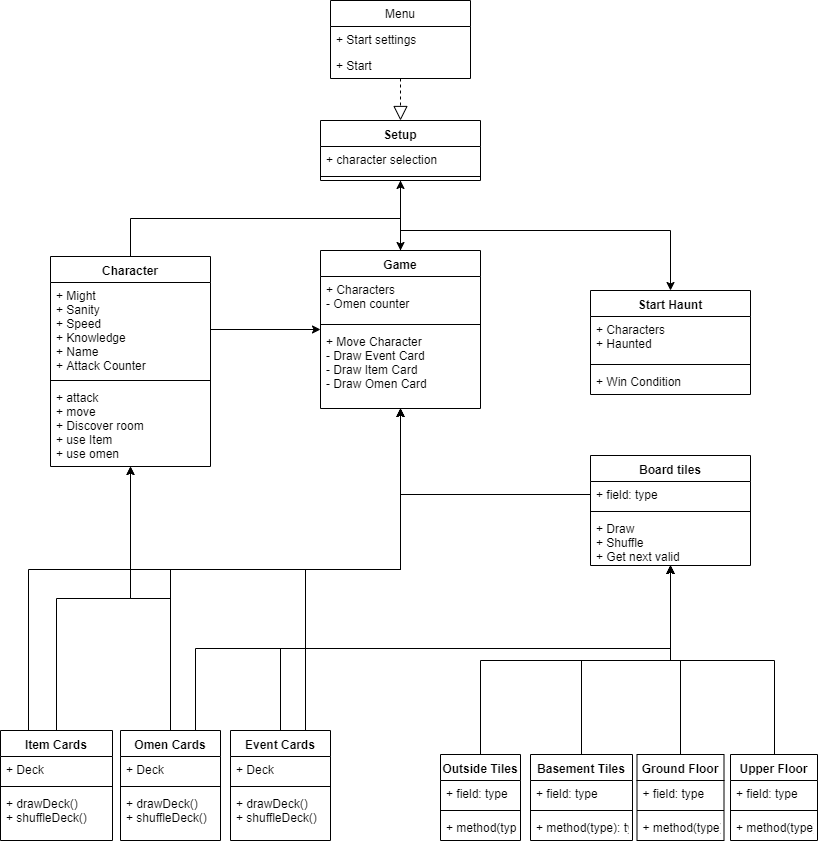 Menu
+ Start settings
+ Start
Setup
+ character selection
Character
+ Might
+ Sanity
+ Speed
+ Knowledge
+ Name
+ Attack Counter
+ attack
+ move
+ Discover room
+ use Item
+ use omen
Game
+ Characters
- Omen counter
+ Move Character
- Draw Event Card
- Draw Item Card
- Draw Omen Card
Start Haunt
+ Characters
+ Haunted
+ Win Condition
Board tiles
+ field: type
+ Draw
+ Shuffle
+ Get next valid
Item Cards
+ Deck
+ drawDeck()
+ shuffleDeck()
Omen Cards
+ Deck
+ drawDeck()
+ shuffleDeck()
Event Cards
+ Deck
+ drawDeck()
+ shuffleDeck()
Outside Tiles
+ field: type
+ method(typ
Basement Tiles
+ field: type
+ method(type): t
Ground Floor
+ field: type
+ method(type
Upper Floor
+ field: type
+ method(type